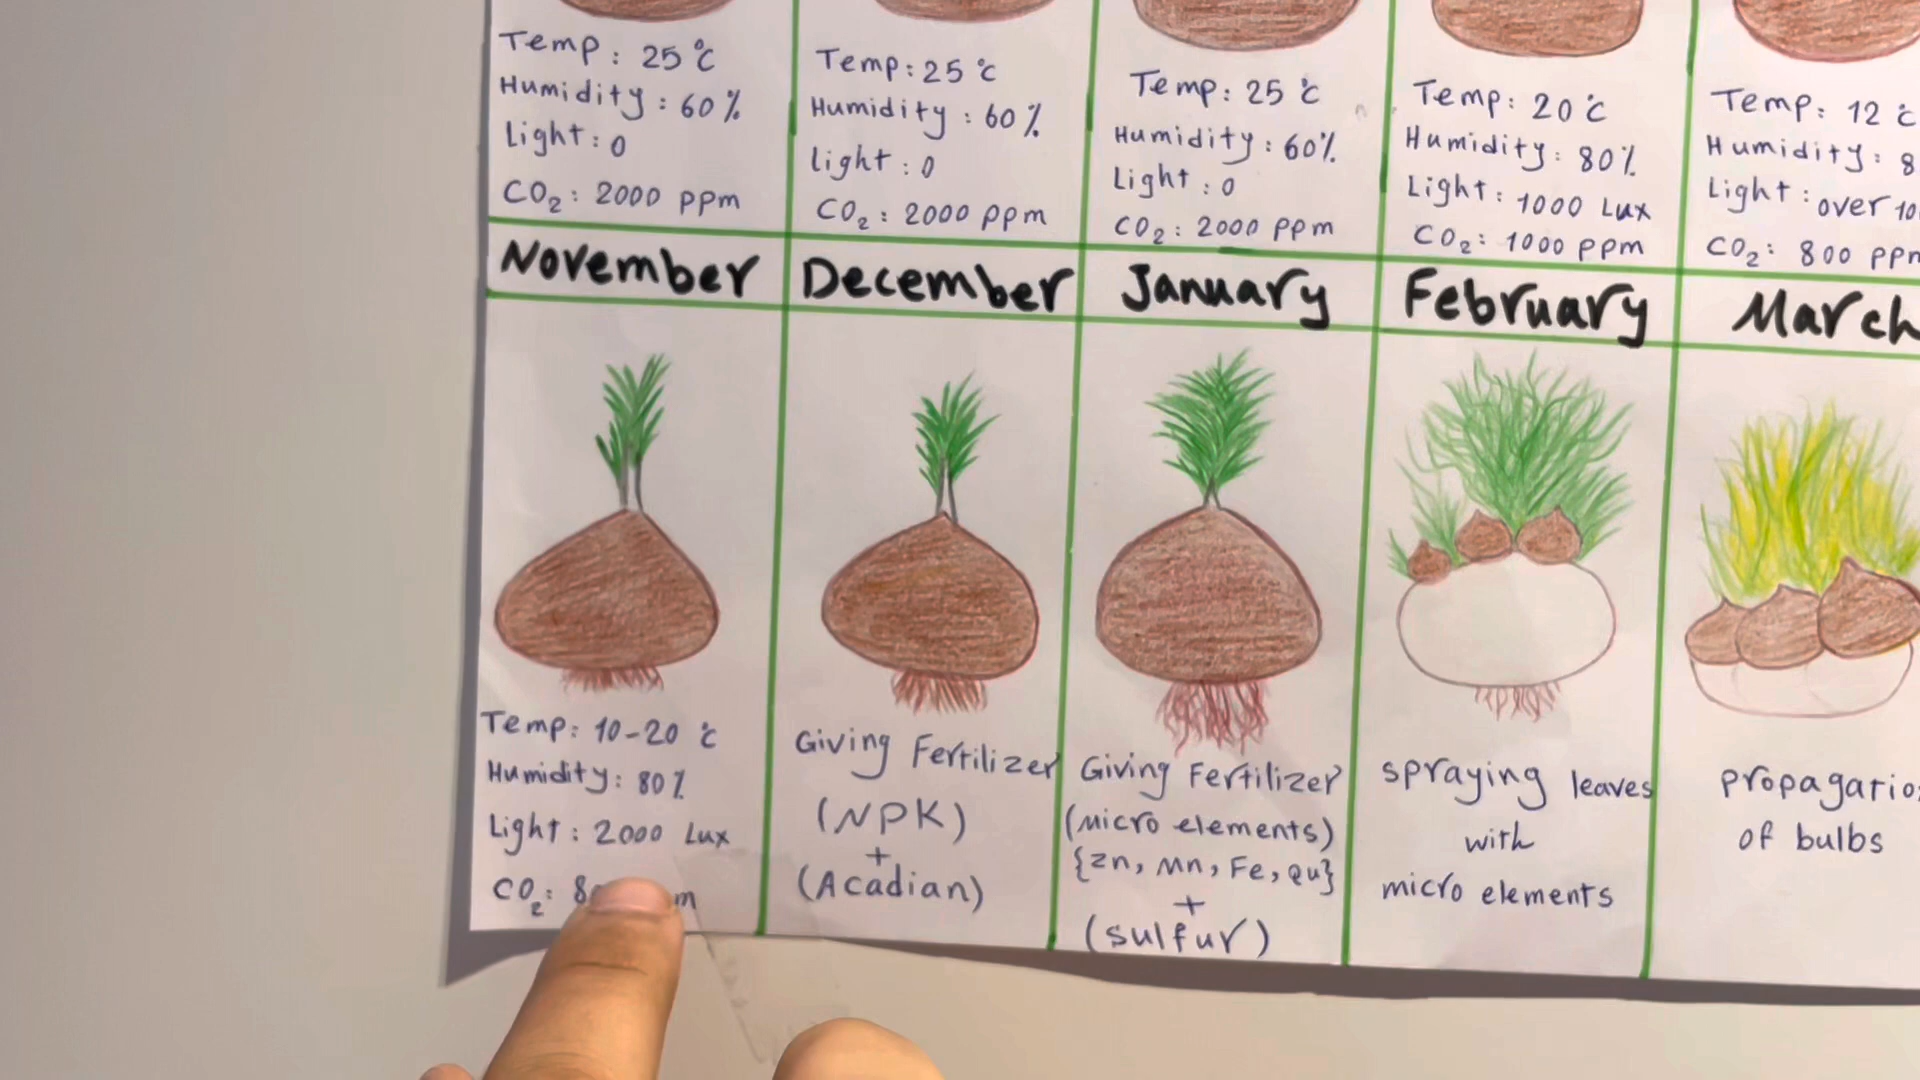 Temp: 25 °C
Humidity: 60%
Light: 0
CO2: 2000 ppm
Temp: 25 °C
Humidity: 60%
light: 0
CO2: 2000 ppm
Temp: 25 °C
Humidity: 60%
Light: 0
CO2: 2000 ppm
Temp: 20 °C
Humidity: 80%
Light: 1000 Lux
CO2: 1000 ppm
Temp: 12 °C
Humidity:
Light: over
CO2: 800
November
December
January
February
March
Temp: 10-20 °C
Humidity: 80%
Light: 2000 Lux
CO2:
Giving Fertilizer
(NPK)
+
(Acadian)
Giving Fertilizer
(micro elements)
{Zn, Mn, Fe, Qu}
+
(sulfur)
spraying leaves
with
micro elements
of bulbs